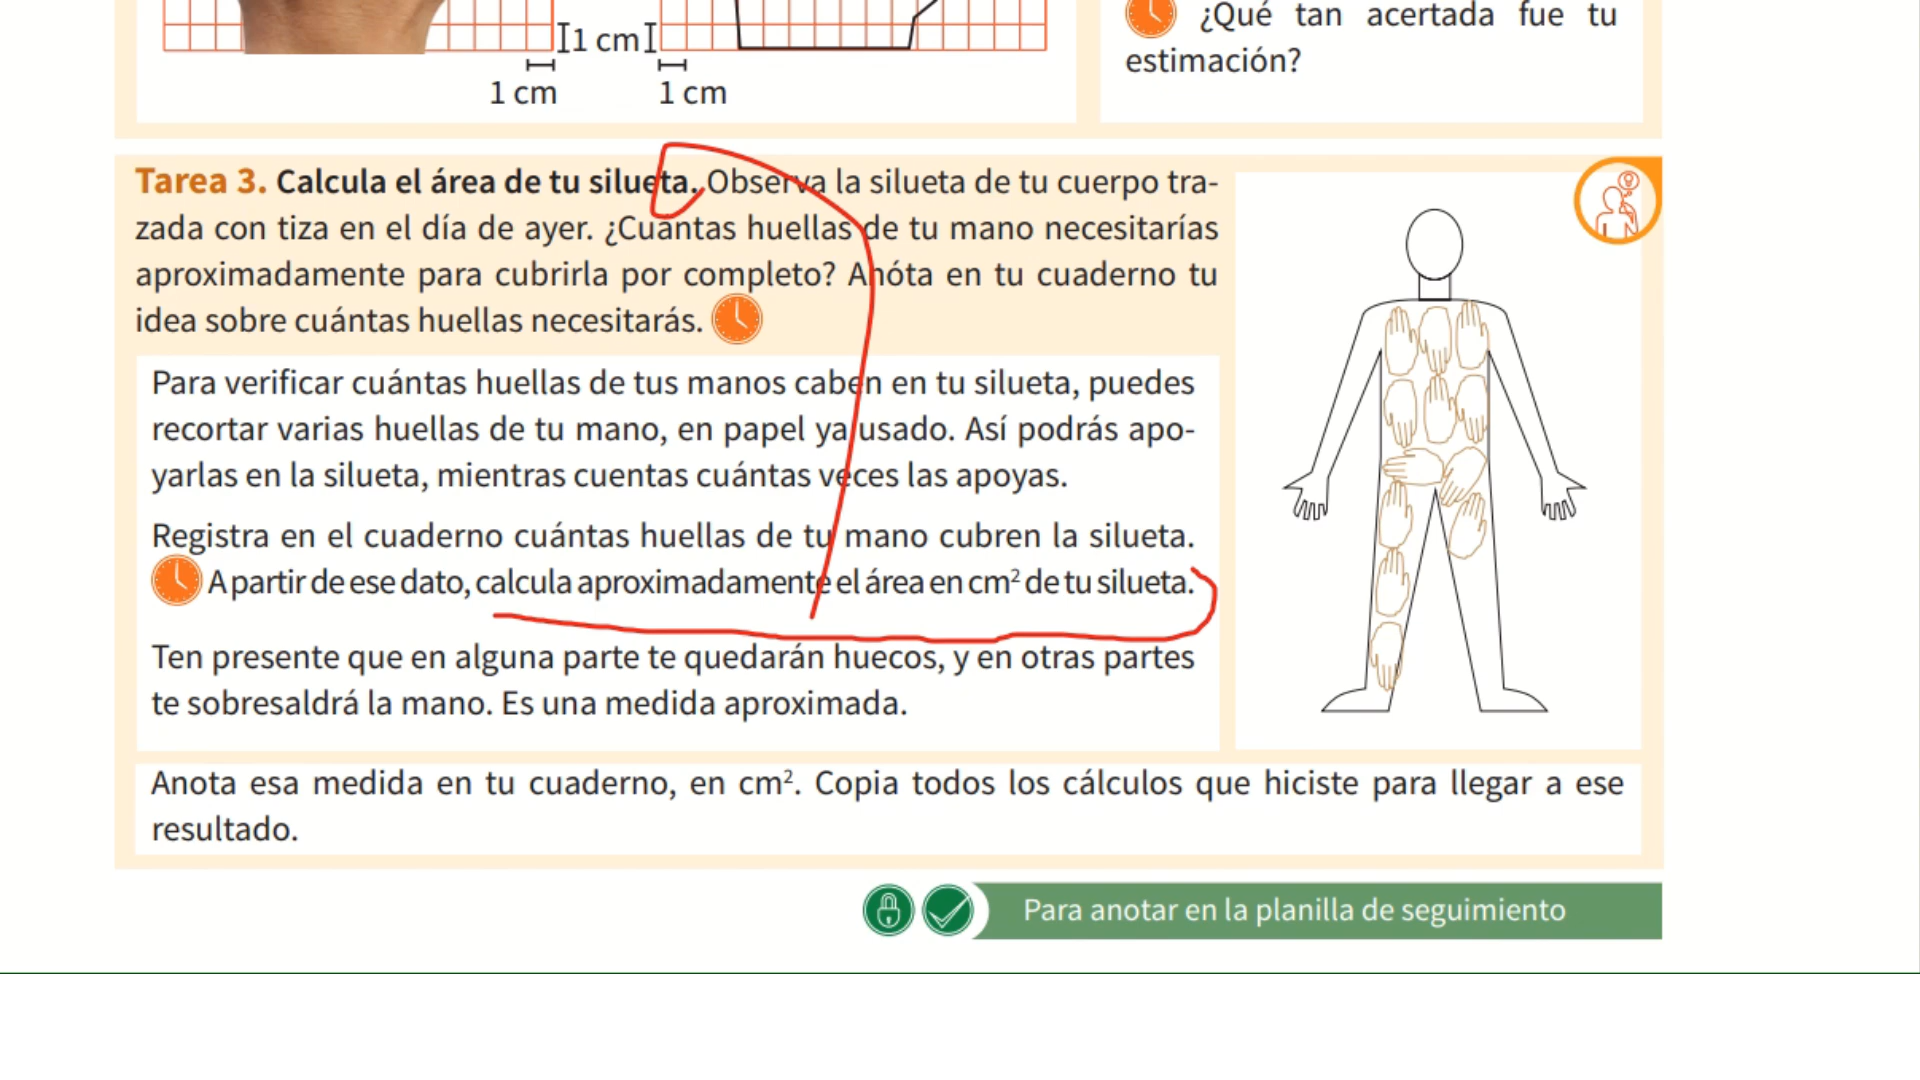 ¿Qué tan acertada fue tu
estimación?
1 cm
1 cm
1 cm
Tarea 3. Calcula el área de tu silueta. Observa la silueta de tu cuerpo tra-
zada con tiza en el día de ayer. ¿Cuántas huellas de tu mano necesitarías
aproximadamente para cubrirla por completo? Anóta en tu cuaderno tu
idea sobre cuántas huellas necesitarás.
Para verificar cuántas huellas de tus manos caben en tu silueta, puedes
recortar varias huellas de tu mano, en papel ya usado. Así podrás apo-
yarlas en la silueta, mientras cuentas cuántas veces las apoyas.
Registra en el cuaderno cuántas huellas de tu mano cubren la silueta.
A partir de ese dato, calcula aproximadamente el área en cm² de tu silueta.
Ten presente que en alguna parte te quedarán huecos, y en otras partes
te sobresaldrá la mano. Es una medida aproximada.
Anota esa medida en tu cuaderno, en cm². Copia todos los cálculos que hiciste para llegar a ese
resultado.
Para anotar en la planilla de seguimiento